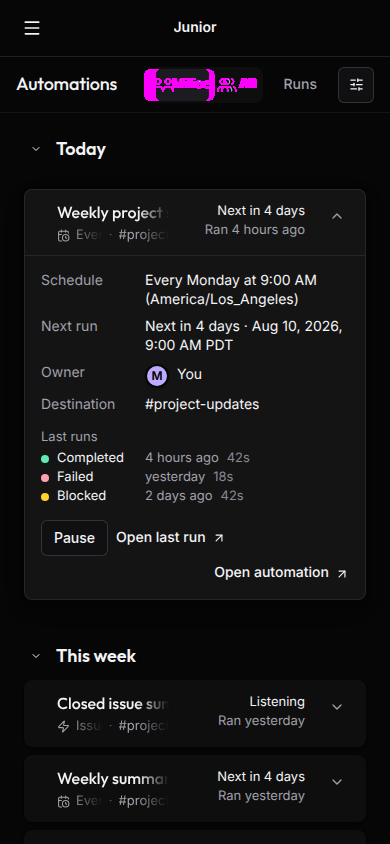 Junior
Automations
Runs
Today
Weekly project
Next in 4 days
Ever · #projec
Ran 4 hours ago
Schedule
Every Monday at 9:00 AM
(America/Los_Angeles)
Next run
Next in 4 days · Aug 10, 2026,
9:00 AM PDT
Owner
M You
Destination
#project-updates
Last runs
Completed 4 hours ago 42s
Failed yesterday 18s
Blocked 2 days ago 42s
Pause
Open last run
Open automation
This week
Closed issue sum
Listening
Issu · #projec
Ran yesterday
Weekly summar
Next in 4 days
Ever · #projec
Ran yesterday